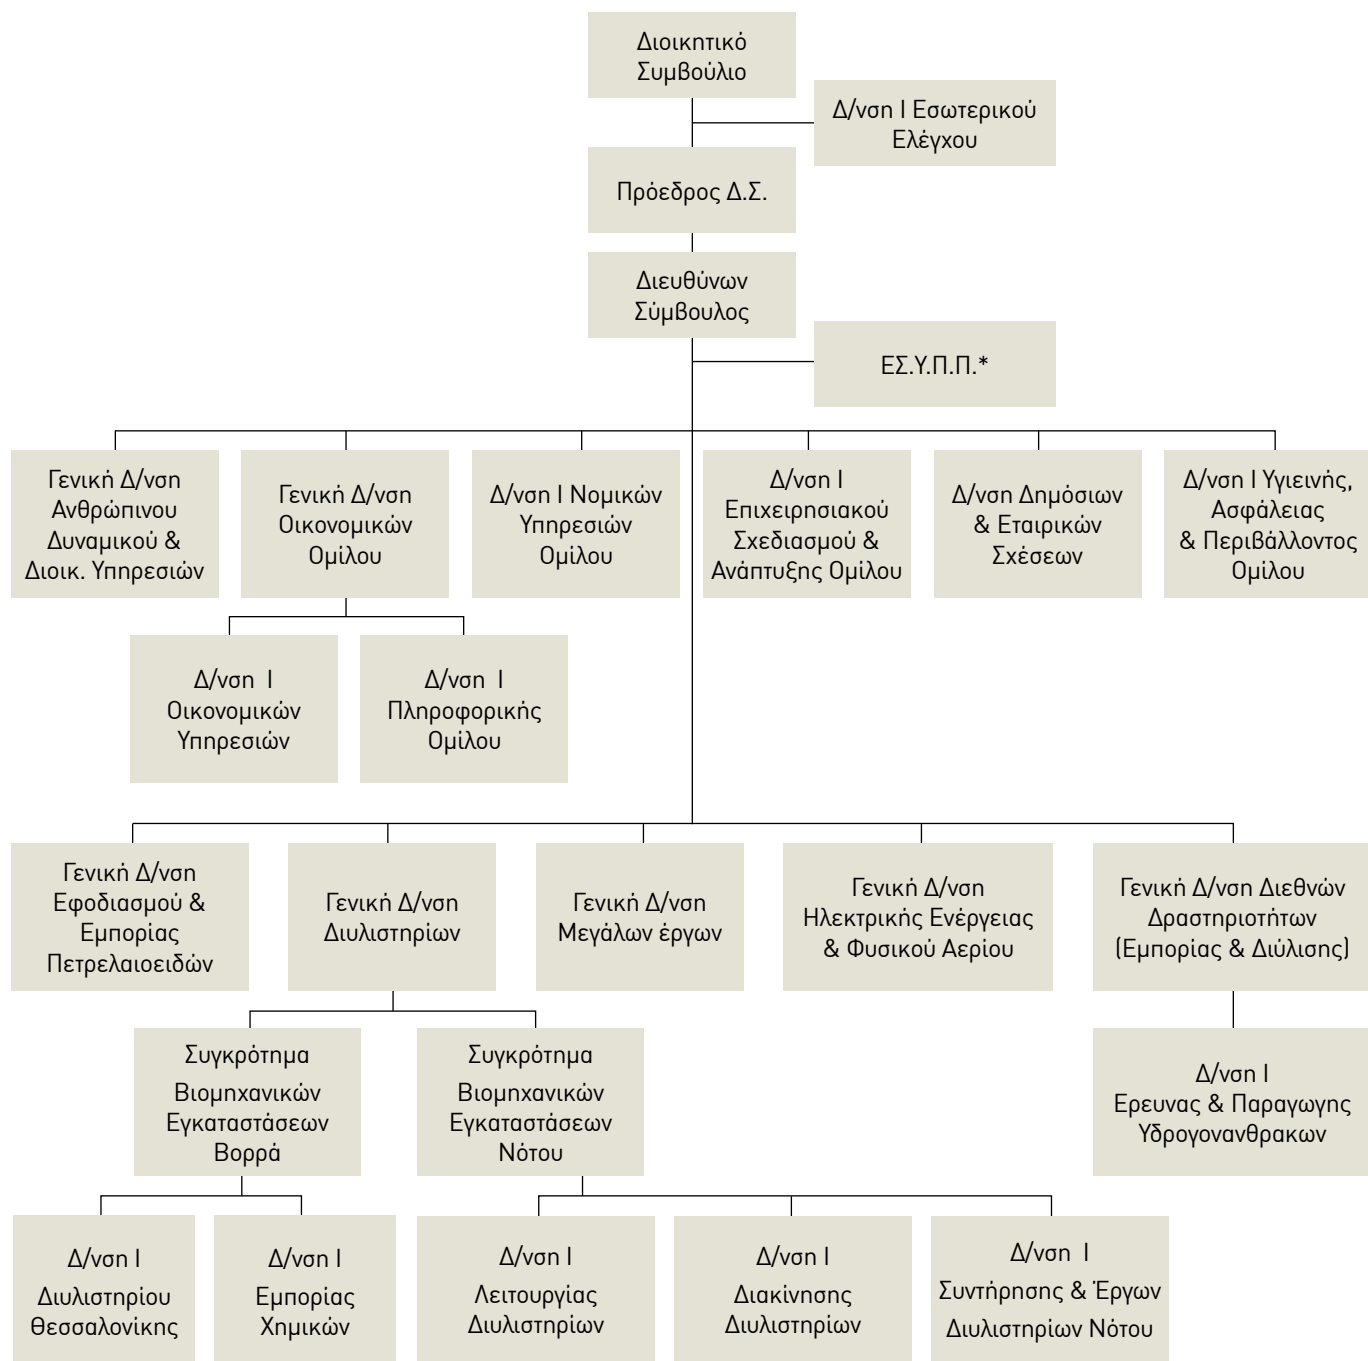 Διοικητικό
Συμβούλιο
Δ/νση Ι Εσωτερικού
Ελέγχου
Πρόεδρος Δ.Σ.
Διευθύνων
Σύμβουλος
ΕΣ.Υ.Π.Π.*
Γενική Δ/νση
Ανθρώπινου
Δυναμικού &
Διοικ. Υπηρεσιών
Γενική Δ/νση
Οικονομικών
Ομίλου
Δ/νση Ι Νομικών
Υπηρεσιών
Ομίλου
Δ/νση Ι
Επιχειρησιακού
Σχεδιασμού &
Ανάπτυξης Ομίλου
Δ/νση Δημόσιων
& Εταιρικών
Σχέσεων
Δ/νση Ι Υγιεινής,
Ασφάλειας
& Περιβάλλοντος
Ομίλου
Δ/νση Ι
Οικονομικών
Υπηρεσιών
Δ/νση Ι
Πληροφορικής
Ομίλου
Γενική Δ/νση
Εφοδιασμού &
Εμπορίας
Πετρελαιοειδών
Γενική Δ/νση
Διυλιστηρίων
Γενική Δ/νση
Μεγάλων έργων
Γενική Δ/νση
Ηλεκτρικής Ενέργειας
& Φυσικού Αερίου
Γενική Δ/νση Διεθνών
Δραστηριοτήτων
(Εμπορίας & Διύλισης)
Συγκρότημα
Βιομηχανικών
Εγκαταστάσεων
Βορρά
Συγκρότημα
Βιομηχανικών
Εγκαταστάσεων
Νότου
Δ/νση Ι
Ερευνας & Παραγωγης
Υδρογονανθρακων
Δ/νση Ι
Διυλιστηρίου
Θεσσαλονίκης
Δ/νση Ι
Εμπορίας
Χημικών
Δ/νση Ι
Λειτουργίας
Διυλιστηρίων
Δ/νση Ι
Διακίνησης
Διυλιστηρίων
Δ/νση Ι
Συντήρησης & Έργων
Διυλιστηρίων Νότου